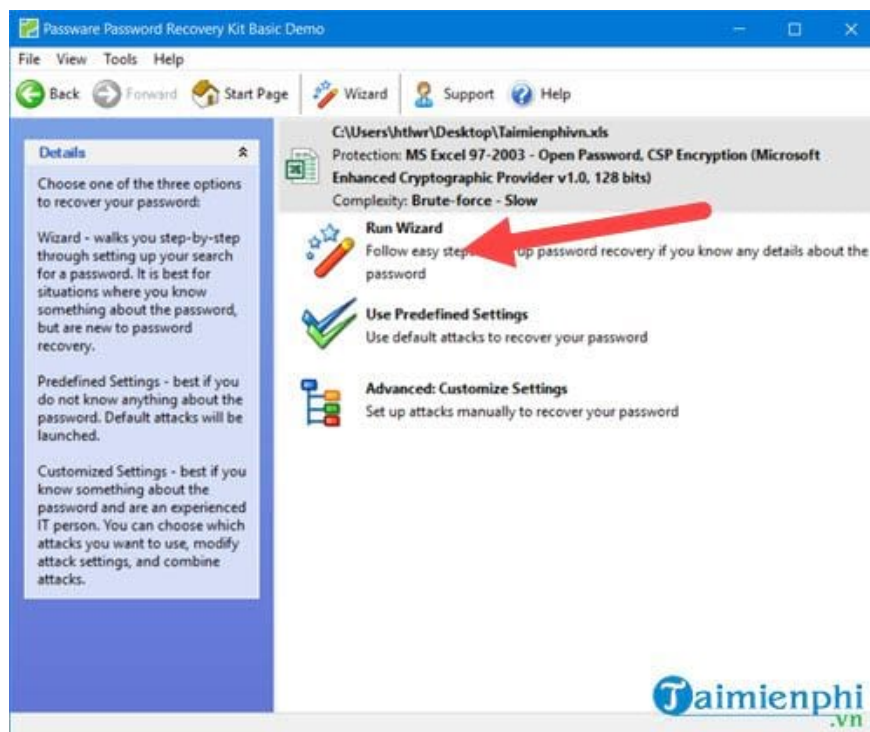 Passware Password Recovery Kit Basic Demo
File View Tools Help
Back Forward Start Page Wizard Support Help
Details
Choose one of the three options
to recover your password:
Wizard - walks you step-by-step
through setting up your search
for a password. It is best for
situations where you know
something about the password,
but are new to password
recovery.
Predefined Settings - best if you
do not know anything about the
password. Default attacks will be
launched.
Customized Settings - best if you
know something about the
password and are an experienced
IT person. You can choose which
attacks you want to use, modify
attack settings, and combine
attacks.
C:\Users\htlwr\Desktop\Taimienphivn.xls
Protection: MS Excel 97-2003 - Open Password, CSP Encryption (Microsoft
Enhanced Cryptographic Provider v1.0, 128 bits)
Complexity: Brute-force - Slow
Run Wizard
Follow easy up password recovery if you know any details about the
password
Use Predefined Settings
Use default attacks to recover your password
Advanced: Customize Settings
Set up attacks manually to recover your password
Taimienphi
.vn